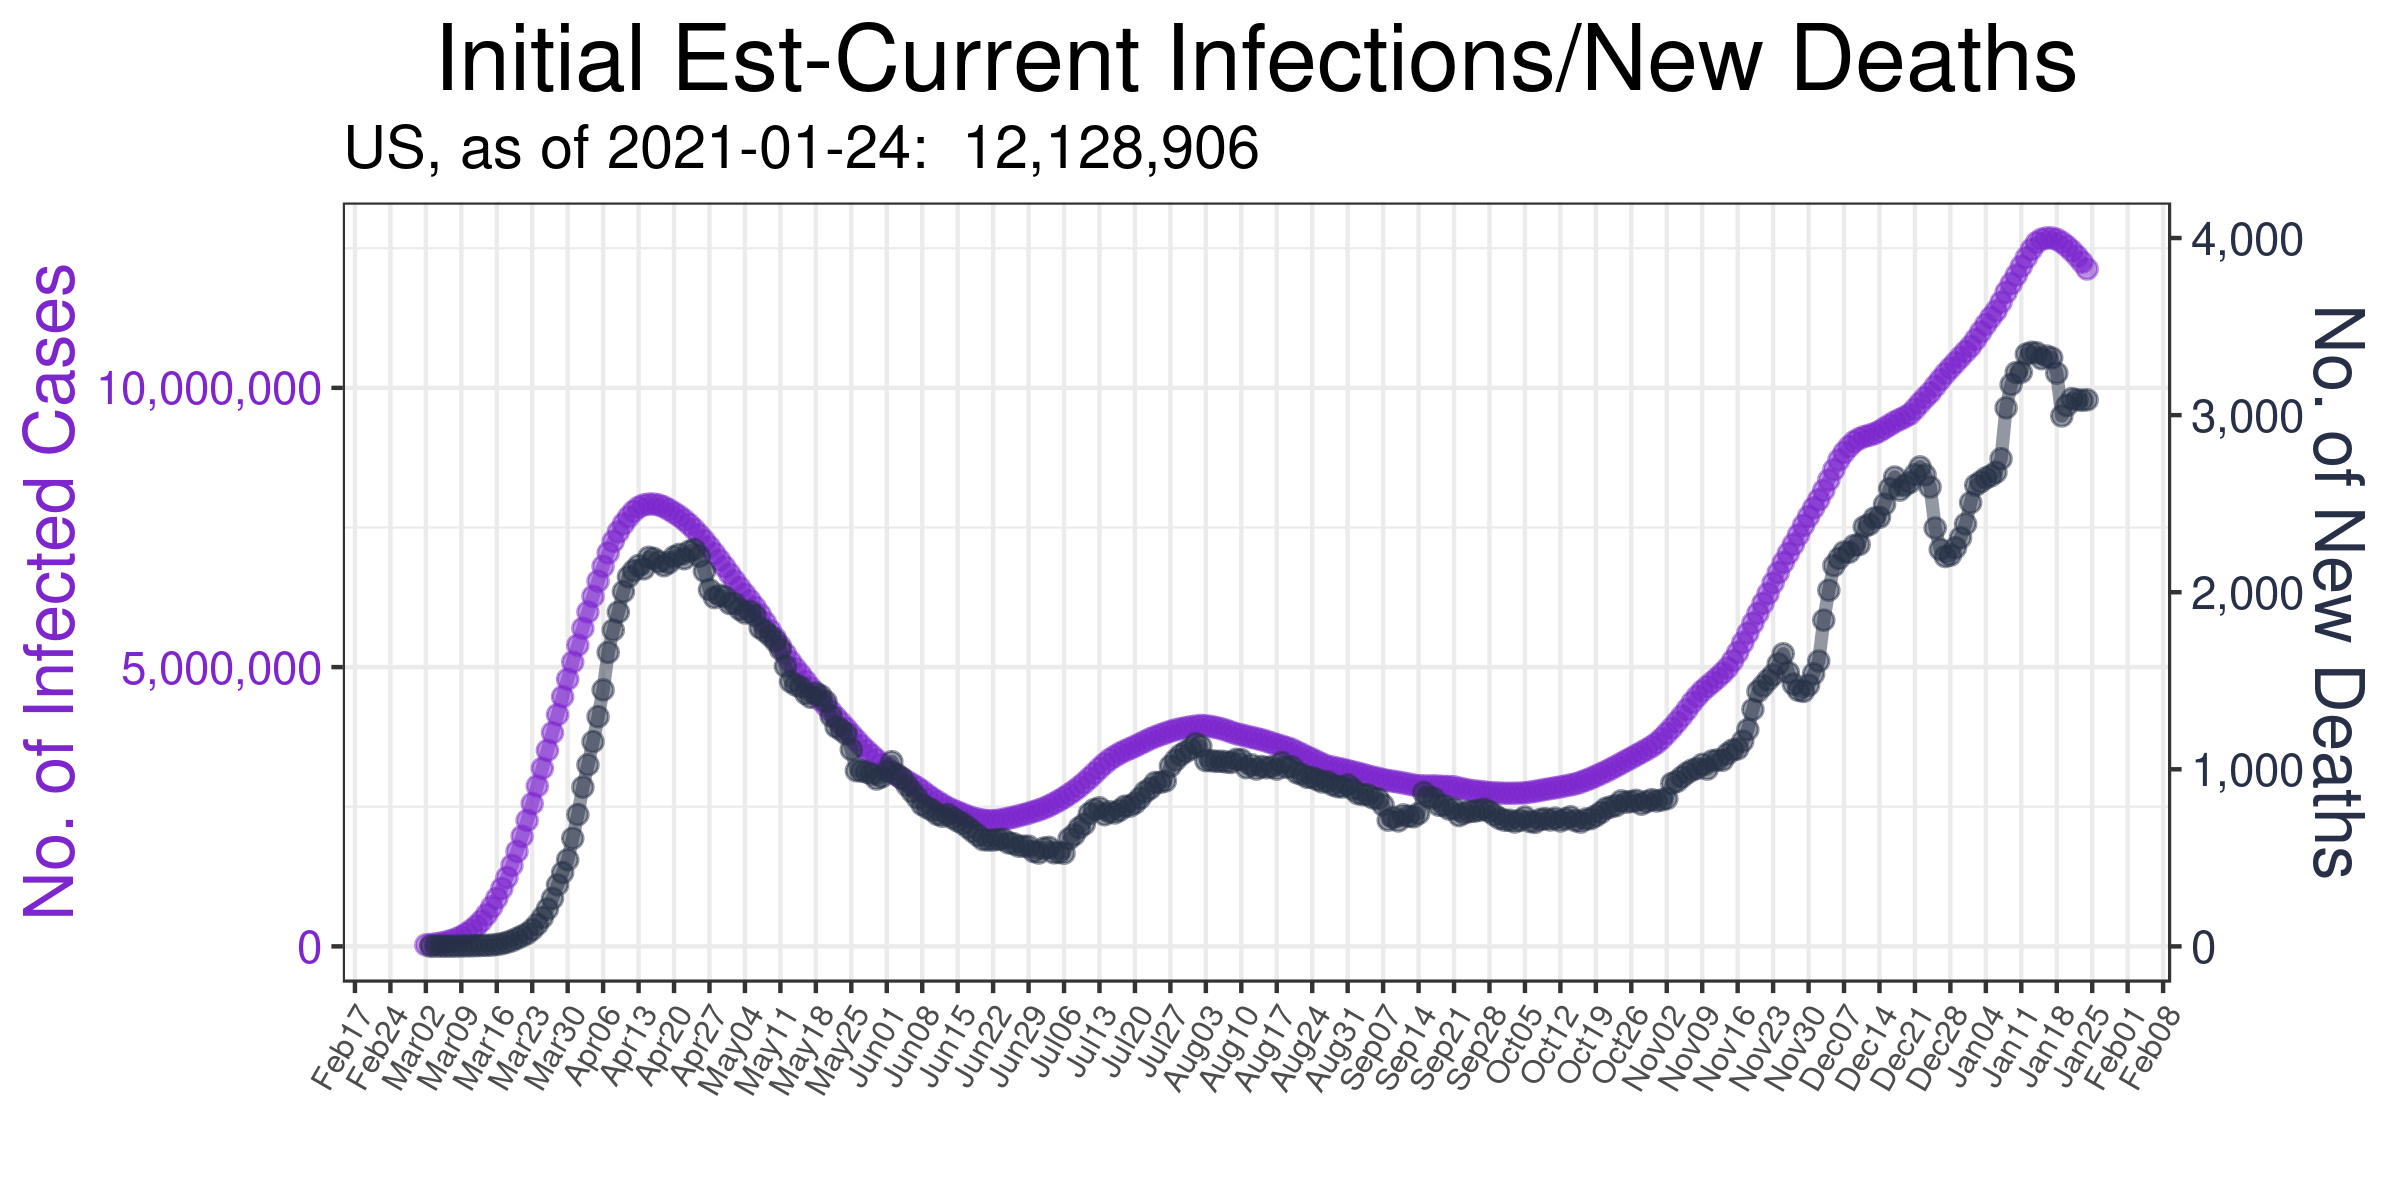 Initial Est-Current Infections/New Deaths
US, as of 2021-01-24:  12,128,906
No. of Infected Cases
10,000,000
5,000,000
0
4,000
3,000
2,000
1,000
0
No. of New Deaths
Feb17
Feb24
Mar02
Mar09
Mar16
Mar23
Mar30
Apr06
Apr13
Apr20
Apr27
May04
May11
May18
May25
Jun01
Jun08
Jun15
Jun22
Jun29
Jul06
Jul13
Jul20
Jul27
Aug03
Aug10
Aug17
Aug24
Aug31
Sep07
Sep14
Sep21
Sep28
Oct05
Oct12
Oct19
Oct26
Nov02
Nov09
Nov16
Nov23
Nov30
Dec07
Dec14
Dec21
Dec28
Jan04
Jan11
Jan18
Jan25
Feb01
Feb08